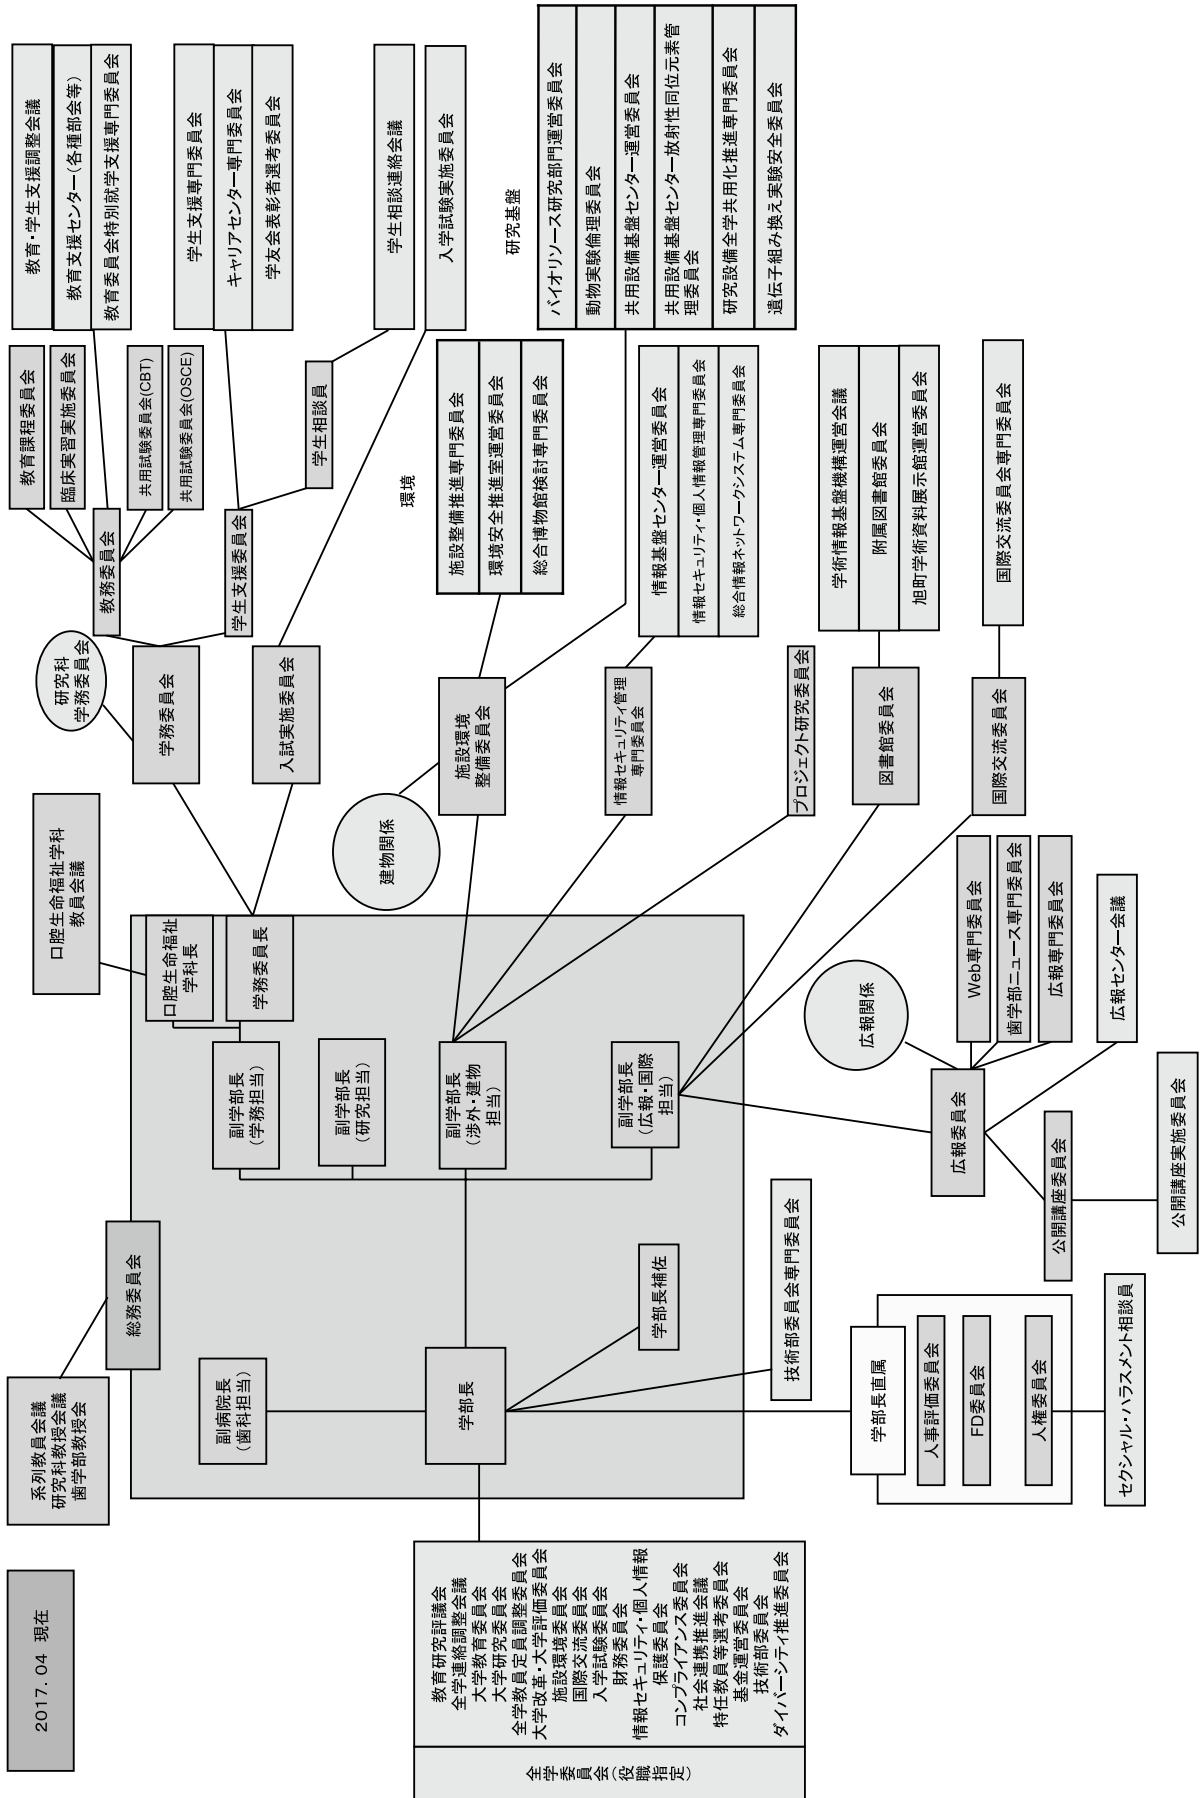 2017. 04 現在
系列教員会議
研究科教授会議
歯学部教授会
総務委員会
口腔生命福祉学科
教員会議
研究科
学務委員会
教育課程委員会
臨床実習実施委員会
共用試験委員会(CBT)
共用試験委員会(OSCE)
教務委員会
教育・学生支援調整会議
教育支援センター(各種部会等)
教育委員会特別就学支援専門委員会
学務委員会
学生支援委員会
学生相談員
学生支援専門委員会
キャリアセンター専門委員会
学友会表彰者選考委員会
学生相談連絡会議
入学試験実施委員会
入試実施委員会
口腔生命福祉
学科長
学務委員長
副学部長
(学務担当)
副学部長
(研究担当)
副学部長
(渉外・建物
担当)
副学部長
(広報・国際
担当)
副病院長
(歯科担当)
学部長
学部長補佐
全学委員会(役職指定)
教育研究評議会
全学連絡調整会議
大学教育委員会
大学研究委員会
全学教員定員調整委員会
大学改革・大学評価委員会
施設環境委員会
国際交流委員会
入学試験委員会
財務委員会
情報セキュリティ・個人情報
保護委員会
コンプライアンス委員会
社会連携推進会議
特任教員等選考委員会
基金運営委員会
技術部委員会
ダイバーシティ推進委員会
建物関係
施設環境
整備委員会
環境
施設整備推進専門委員会
環境安全推進室運営委員会
総合博物館検討専門委員会
研究基盤
バイオリソース研究部門運営委員会
動物実験倫理委員会
共用設備基盤センター運営委員会
共用設備基盤センター放射性同位元素管
理委員会
研究設備全学共用化推進専門委員会
遺伝子組み換え実験安全委員会
情報セキュリティ管理
専門委員会
情報基盤センター運営委員会
情報セキュリティ・個人情報管理専門委員会
総合情報ネットワークシステム専門委員会
プロジェクト研究委員会
図書館委員会
学術情報基盤機構運営会議
附属図書館委員会
旭町学術資料展示館運営委員会
国際交流委員会
国際交流委員会専門委員会
広報関係
広報委員会
Web専門委員会
歯学部ニュース専門委員会
広報専門委員会
広報センター会議
公開講座委員会
公開講座実施委員会
技術部委員会専門委員会
学部長直属
人事評価委員会
FD委員会
人権委員会
セクシャル・ハラスメント相談員